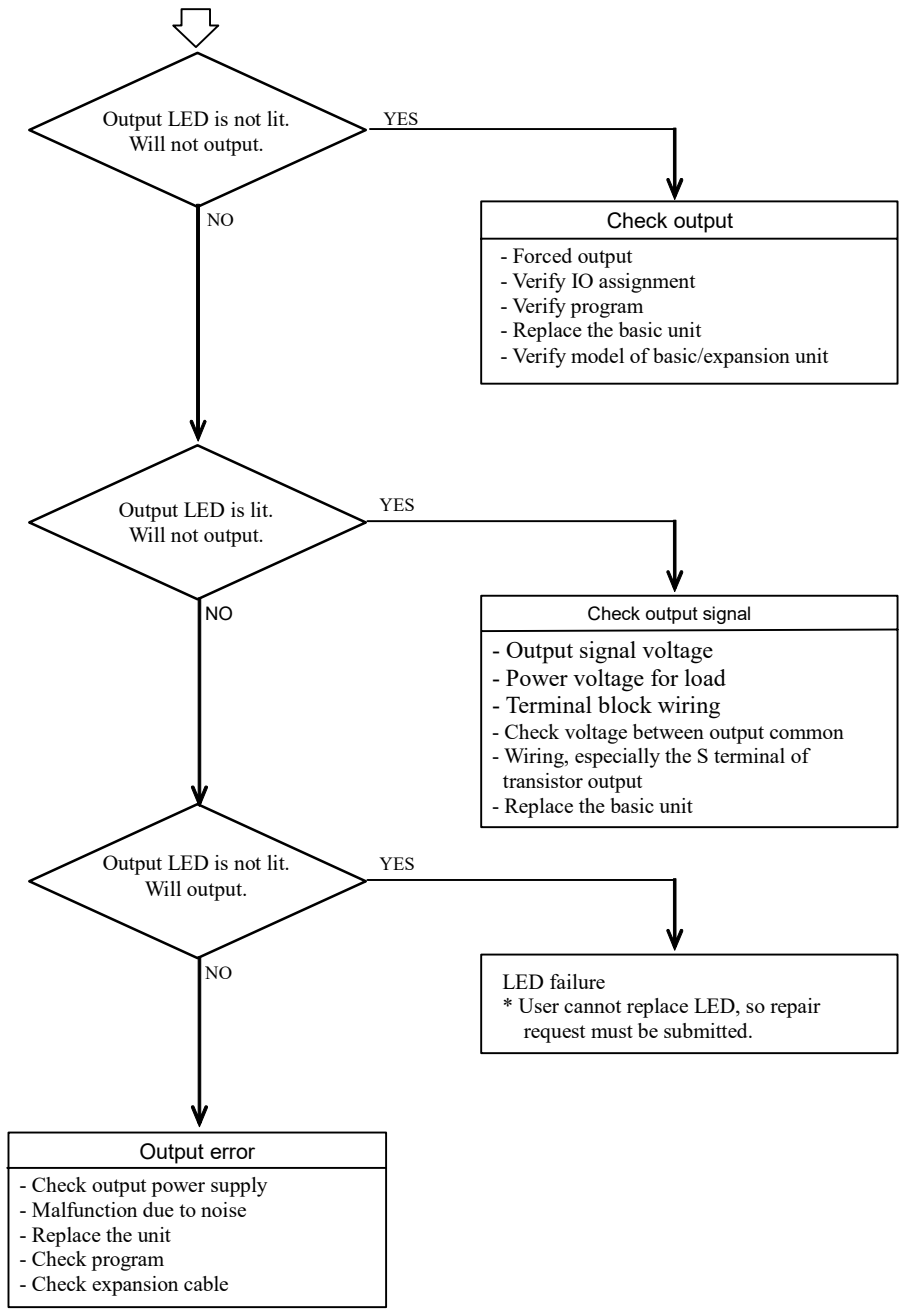 Output LED is not lit.
Will not output.
YES
NO
Check output
- Forced output
- Verify IO assignment
- Verify program
- Replace the basic unit
- Verify model of basic/expansion unit
Output LED is lit.
Will not output.
YES
NO
Check output signal
- Output signal voltage
- Power voltage for load
- Terminal block wiring
- Check voltage between output common
- Wiring, especially the S terminal of
transistor output
- Replace the basic unit
Output LED is not lit.
Will output.
YES
NO
LED failure
* User cannot replace LED, so repair
request must be submitted.
Output error
- Check output power supply
- Malfunction due to noise
- Replace the unit
- Check program
- Check expansion cable